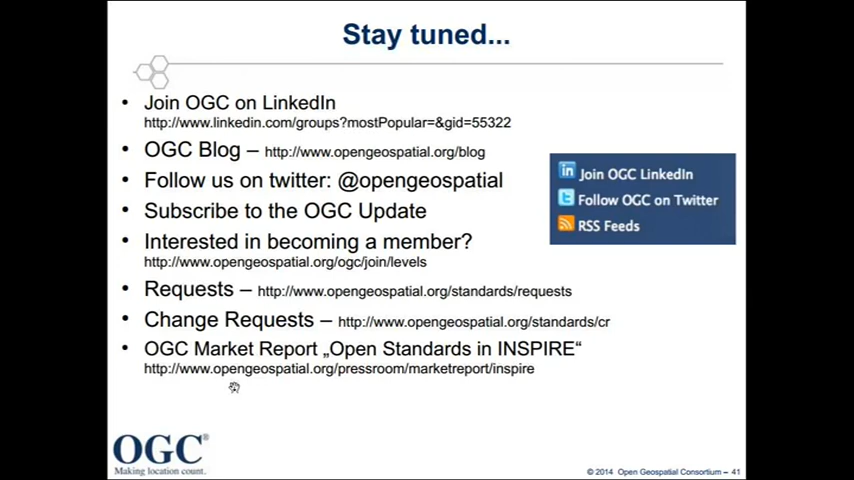 Stay tuned...
• Join OGC on LinkedIn
http://www.linkedin.com/groups?mostPopular=&gid=55322
• OGC Blog – http://www.opengeospatial.org/blog
• Follow us on twitter: @opengeospatial
• Subscribe to the OGC Update
• Interested in becoming a member?
http://www.opengeospatial.org/ogc/join/levels
• Requests – http://www.opengeospatial.org/standards/requests
• Change Requests – http://www.opengeospatial.org/standards/cr
• OGC Market Report „Open Standards in INSPIRE“
http://www.opengeospatial.org/pressroom/marketreport/inspire
in Join OGC LinkedIn
t Follow OGC on Twitter
RSS Feeds
OGC®
Making location count.
© 2014 Open Geospatial Consortium – 41